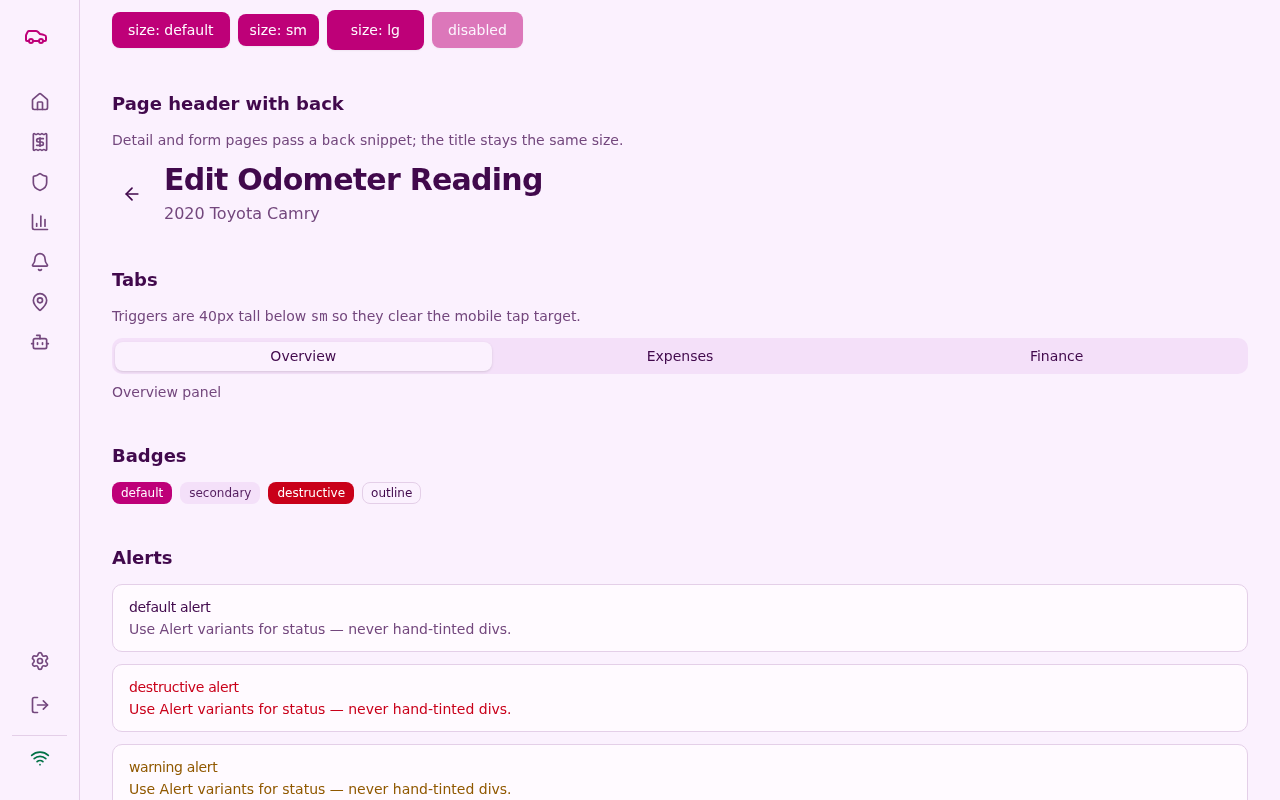 size: default
size: sm
size: lg
disabled
Page header with back
Detail and form pages pass a back snippet; the title stays the same size.
Edit Odometer Reading
2020 Toyota Camry
Tabs
Triggers are 40px tall below sm so they clear the mobile tap target.
Overview
Expenses
Finance
Overview panel
Badges
default
secondary
destructive
outline
Alerts
default alert
Use Alert variants for status — never hand-tinted divs.
destructive alert
Use Alert variants for status — never hand-tinted divs.
warning alert
Use Alert variants for status — never hand-tinted divs.